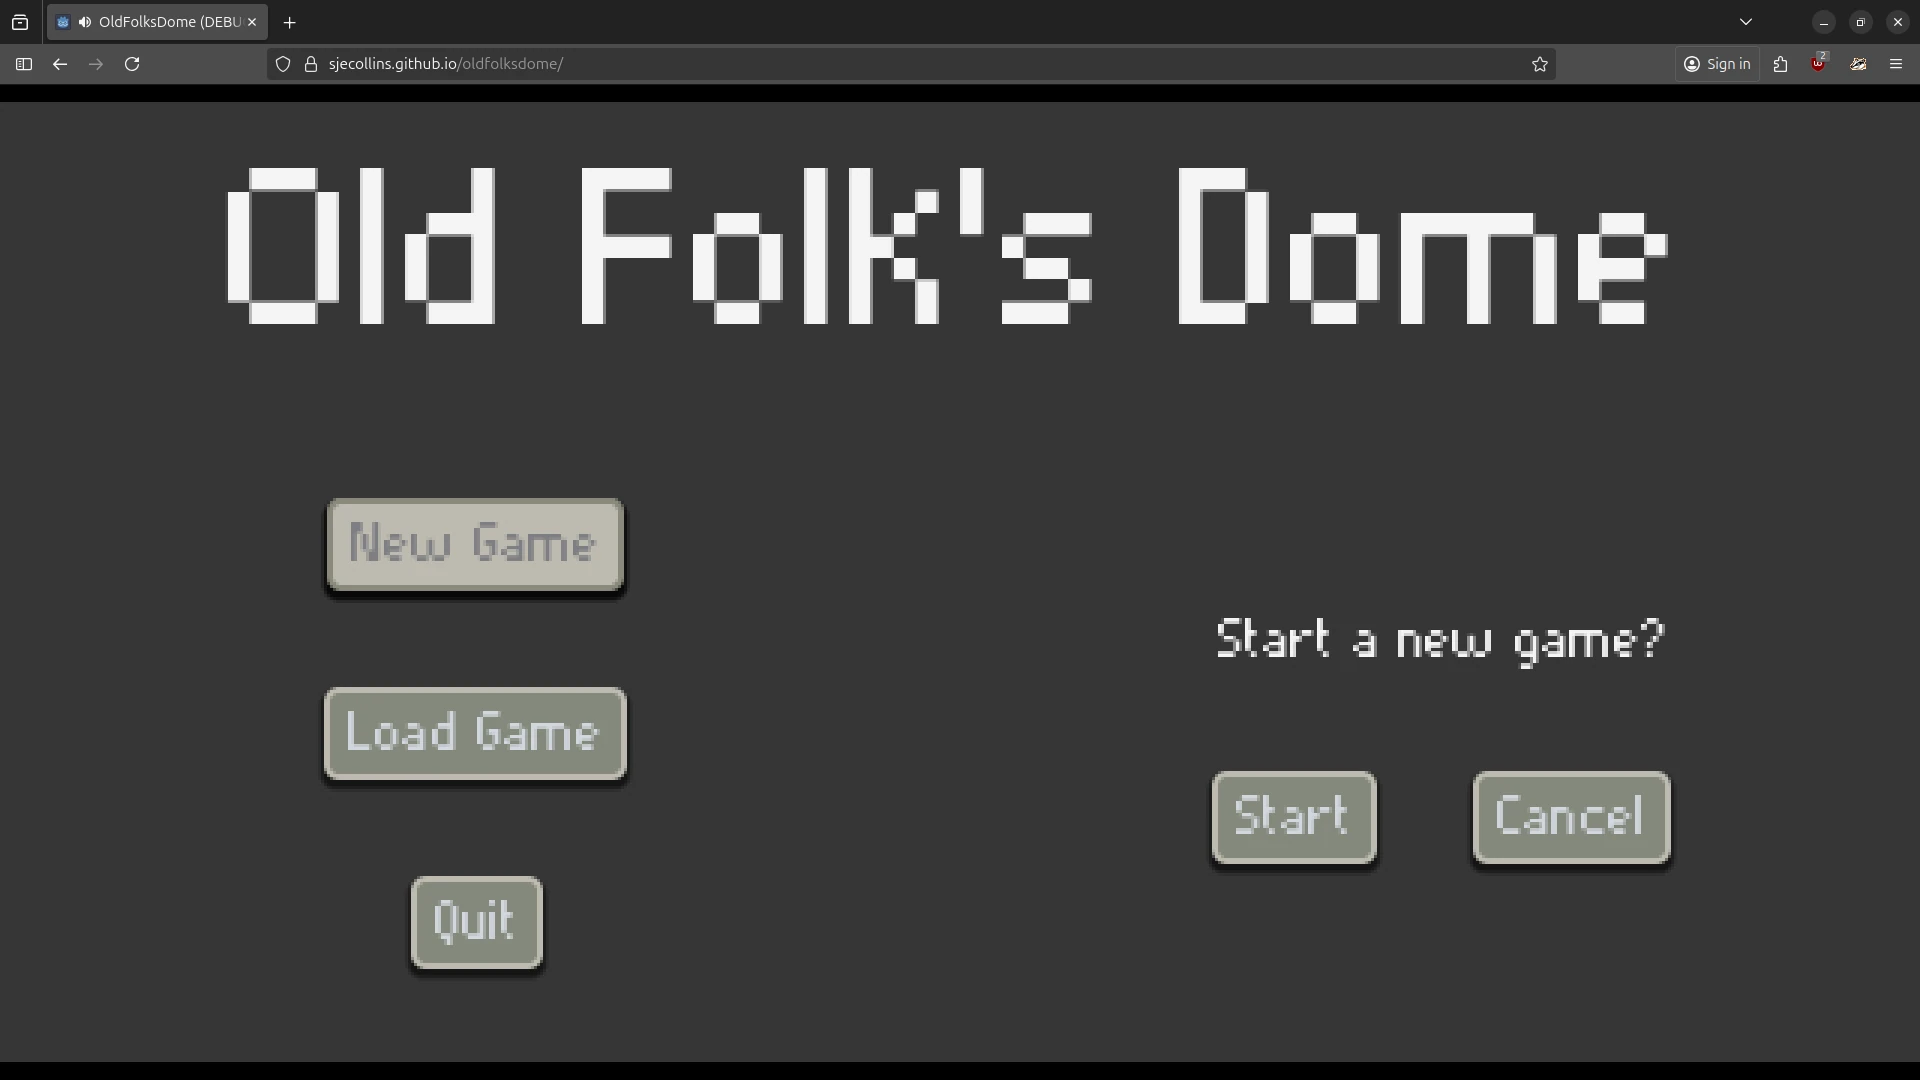 OldFolksDome (DEBU
sjecollins.github.io/oldfolksdome/
Sign in
2
Old Folk's Dome
New Game
Load Game
Quit
Start a new game?
Start
Cancel